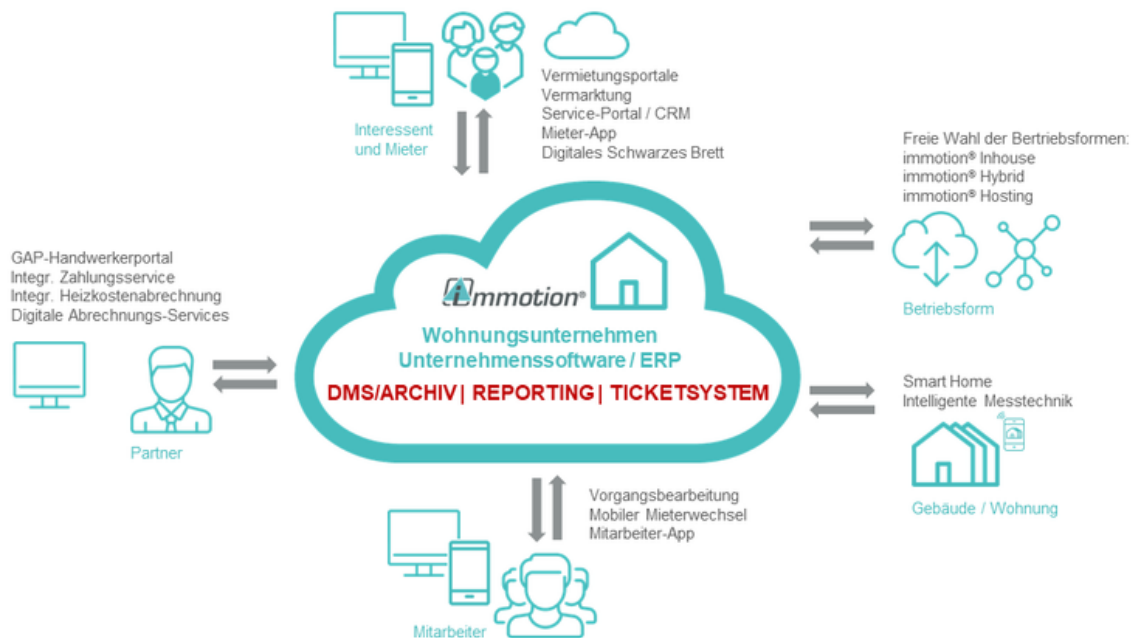 Vermietungsportale
Vermarktung
Service-Portal / CRM
Mieter-App
Digitales Schwarzes Brett
Interessent
und Mieter
Freie Wahl der Bertriebsformen:
immotion® Inhouse
immotion® Hybrid
immotion® Hosting
Betriebsform
GAP-Handwerkerportal
Integr. Zahlungsservice
Integr. Heizkostenabrechnung
Digitale Abrechnungs-Services
Partner
immotion®
Wohnungsunternehmen
Unternehmenssoftware / ERP
DMS/ARCHIV| REPORTING| TICKETSYSTEM
Smart Home
Intelligente Messtechnik
Gebäude / Wohnung
Vorgangsbearbeitung
Mobiler Mieterwechsel
Mitarbeiter-App
Mitarbeiter